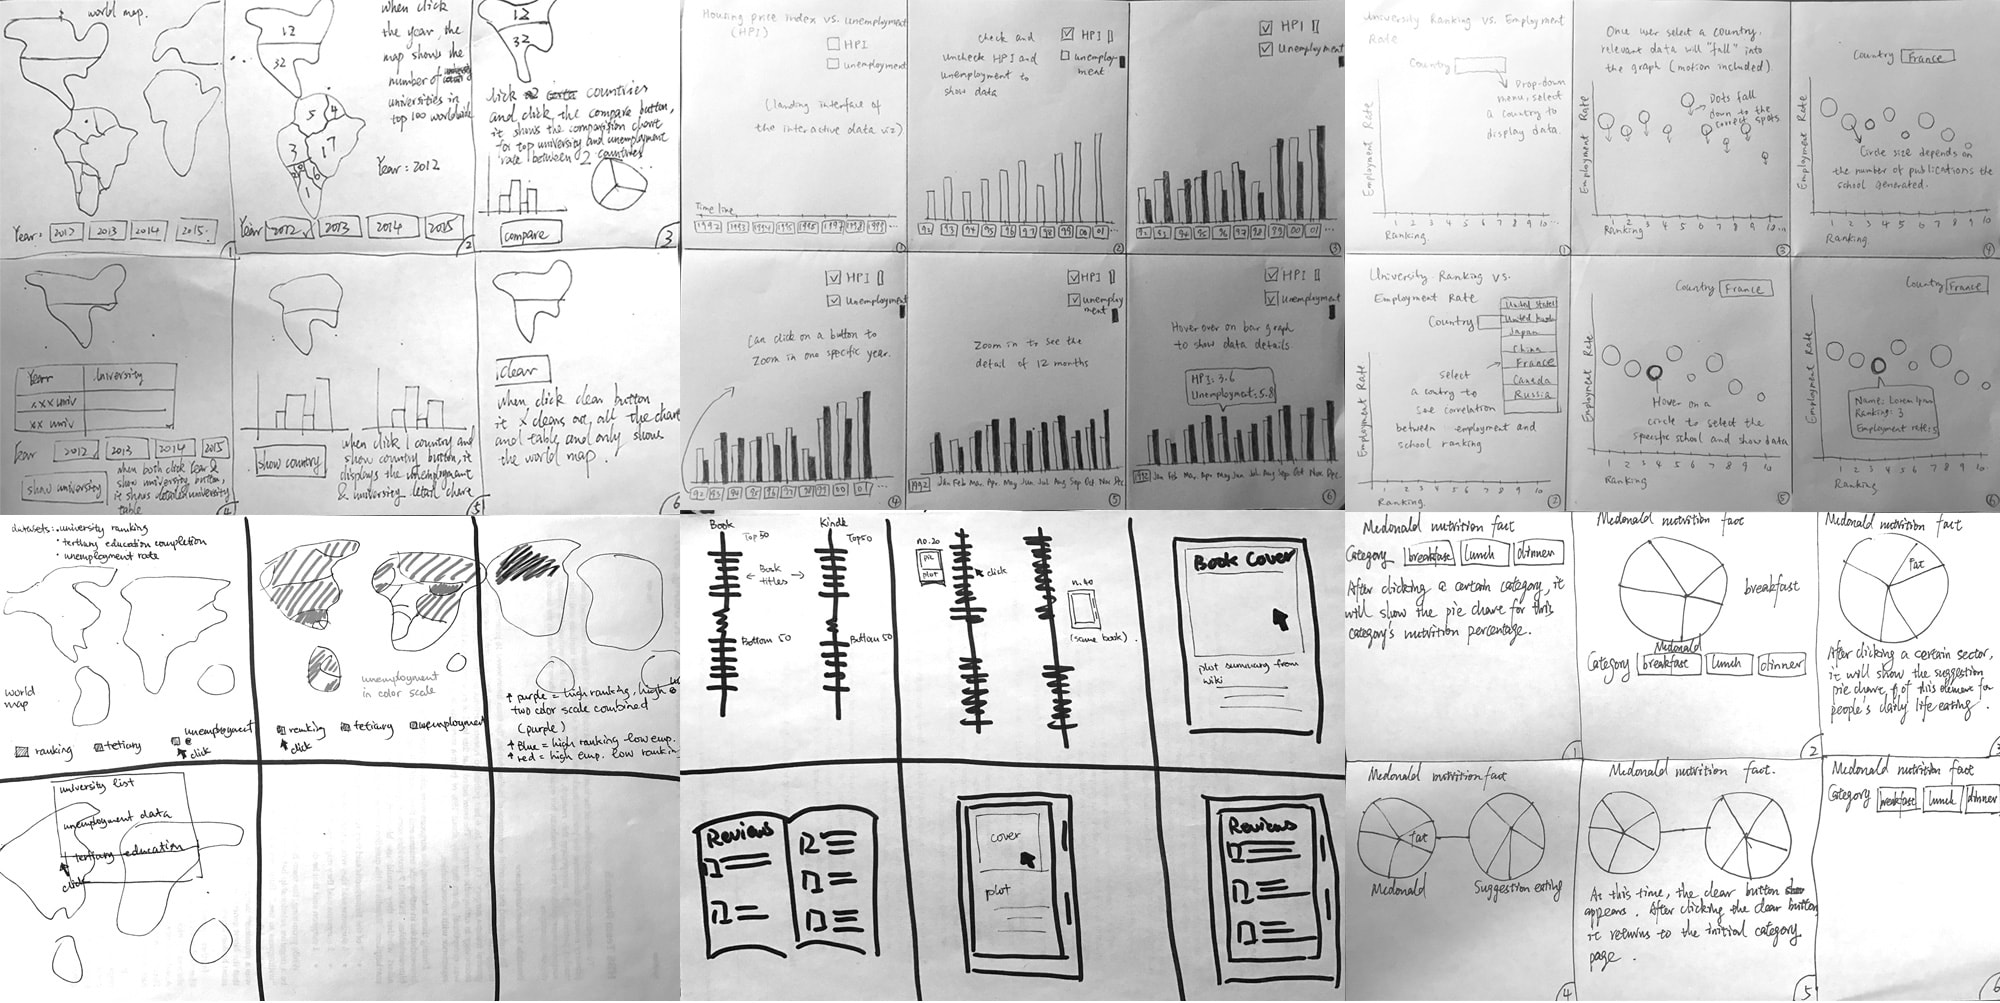 world map.
Year: 2012 2013 2014 2015.
1
12
32
5 4
3 17
6
1
when click
the year, the
map shows the
number of
universities in
top 100 worldwide
Year: 2012
Year 2012 2013 2014 2015
2
12
32
click 2 countries
and click, the compare button,
it shows the comparision chart
for top university and unemployment
rate between 2 countries
compare
3
Year University
xxx univ
xx univ
Year 2012 2013 2014 2015
show university
when both click Year &
show university button,
it shows detailed university
table
4
show country
when click 1 country and
show country button, it
displays the unemployment
& university detail chart
5
clear
when click clear button
it cleans out, all the chart
and table and only shows
the world map.
6
Housing price index vs. unemployment
(HPI)
HPI
unemployment
(landing interface of
the interactive data viz)
Time line
1992 1993 1994 1995 1996 1997 1998 1999 ...
1
check and
uncheck HPI and
unemployment to
show data
HPI
unemploy-
ment
92 93 94 95 96 97 98 99 00 01 ...
2
HPI
Unemployment
92 93 94 95 96 97 98 99 00 01 ...
3
HPI
Unemployment
Can click on a button to
Zoom in one specific year.
92 93 94 95 96 97 98 99 00 01 ...
4
HPI
unemploy
ment
Zoom in to see the
detail of 12 months
1992 Jan Feb Mar Apr May Jun Jul Aug Sep Oct Nov Dec
5
HPI
Unemployment
Hover over on bar graph
to show data details
HPI: 3.6
Unemployment: 5.8
1992 Jan Feb Mar Apr May Jun Jul Aug Sep Oct Nov Dec
6
University Ranking vs. Employment
Rate
Country
Drop-down
menu, select
a country to
display data.
Employment Rate
1 2 3 4 5 6 7 8 9 10 ...
Ranking
1
Once user select a country,
relevant data will "fall" into
the graph (motion included)
Dots fall
down to the
correct spots.
Employment Rate
1 2 3 4 5 6 7 8 9 10 ...
Ranking
3
Country France
Circle size depends on
the number of publications the
school generated.
Employment Rate
1 2 3 4 5 6 7 8 9 10
Ranking
4
University Ranking vs.
Employment Rate
Country
United States
United Kingdom
Japan
China
France
Canada
Russia
select
a country to
see correlation
between employment and
school ranking
Employment Rate
1 2 3 4 5 6 7 8 9 10 ...
Ranking
2
Country France
Hover on a
circle to select the
specific school and show data
Employment Rate
1 2 3 4 5 6 7 8 9 10
Ranking
5
Country France
Name: Lorem Ipsum
Ranking: 3
Employment rate: 5
Employment Rate
1 2 3 4 5 6 7 8 9 10
Ranking
6
datasets: university ranking
tertiary education completion
unemployment rate
world
map
ranking tertiary unemployment
click
unemployment
in color scale
ranking tetiary unemployment
click
purple = high ranking, high
two color scale combined
(purple)
Blue = high ranking low emp.
red = high emp. low ranking
university list
unemployment data
tertiary education
click
Book Kindle
Top 50 Top50
Book
titles
Bottom 50 Bottom 50
no.20
pic
plot
click
n.40
(same book).
Book Cover
plot summary from
wiki
Reviews
cover
plot
Reviews
Mcdonald nutrition fact
Category breakfast lunch dinner
After clicking a certain category, it
will show the pie chart for this
category's nutrition percentage.
1
Mcdonald nutrition fact
breakfast
Mcdonald
Category breakfast lunch dinner
2
Mcdonald nutrition fact
Fat
After clicking a certain sector,
it will show the suggestion
pie chart of this element for
people's daily life eating.
3
Mcdonald nutrition fact
Fat
Mcdonald Suggestion eating
4
Mcdonald nutrition fact.
At this time, the clear button
appears. After clicking the clear button
it returns to the initial category
page.
5
Mcdonald nutrition fact
Category breakfast lunch dinner
6